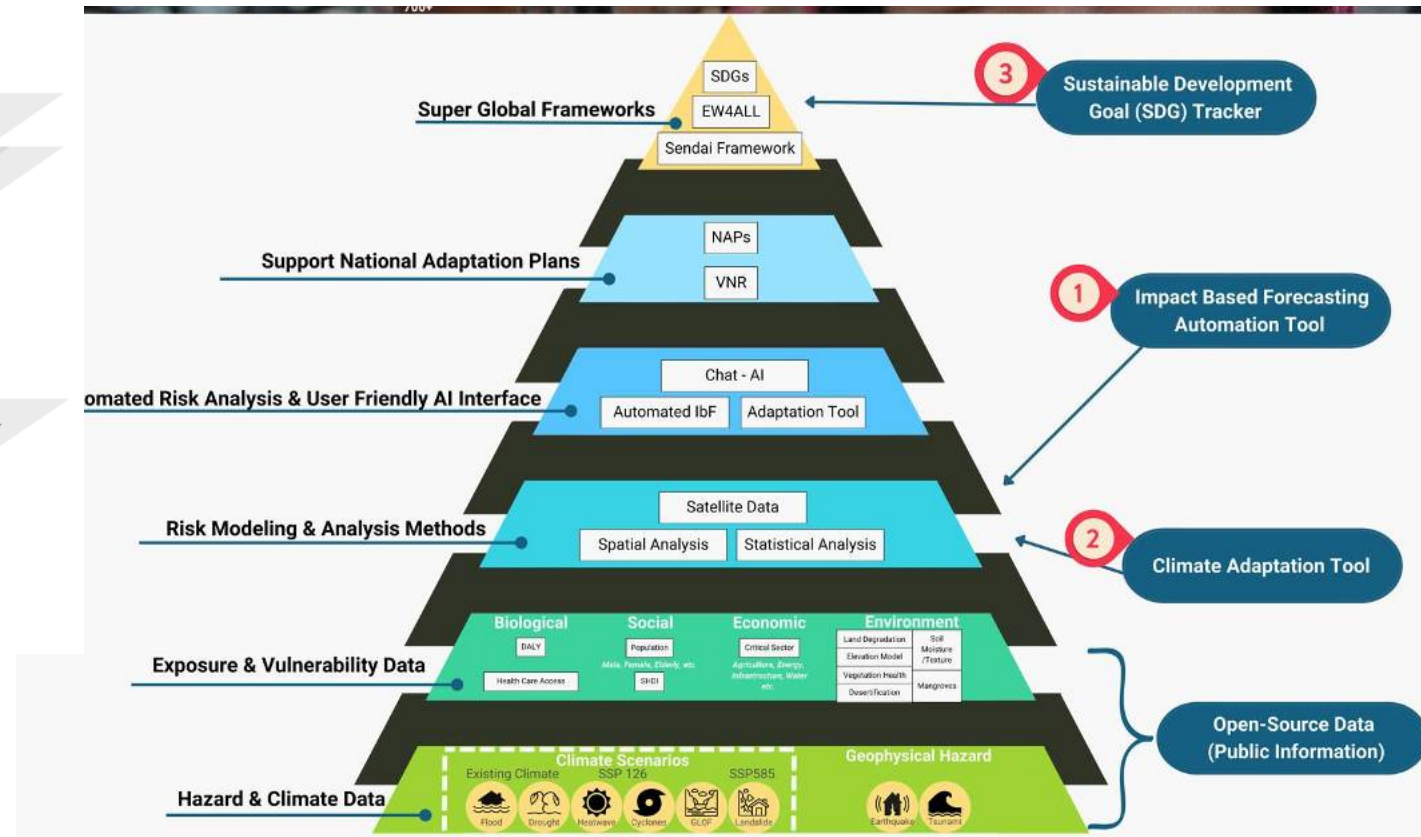 700+
SDGs
EW4ALL
Sendai Framework
Super Global Frameworks
3
Sustainable Development
Goal (SDG) Tracker
NAPs
VNR
Support National Adaptation Plans
1
Impact Based Forecasting
Automation Tool
Chat - AI
Automated IbF
Adaptation Tool
omated Risk Analysis & User Friendly AI Interface
Satellite Data
Spatial Analysis
Statistical Analysis
Risk Modeling & Analysis Methods
2
Climate Adaptation Tool
Exposure & Vulnerability Data
Biological
DALY
Health Care Access
Social
Population
Male, Female, Elderly, etc.
SHDI
Economic
Critical Sector
Agriculture, Energy,
Infrastructure, Water
etc.
Environment
Land Degradation
Elevation Model
Vegetation Health
Desertification
Soil
Moisture
/Texture
Mangroves
Open-Source Data
(Public Information)
Hazard & Climate Data
Climate Scenarios
Existing Climate
SSP 126
SSP585
Flood
Drought
Heatwave
Cyclones
GLOF
Landslide
Geophysical Hazard
Earthquake
Tsunami